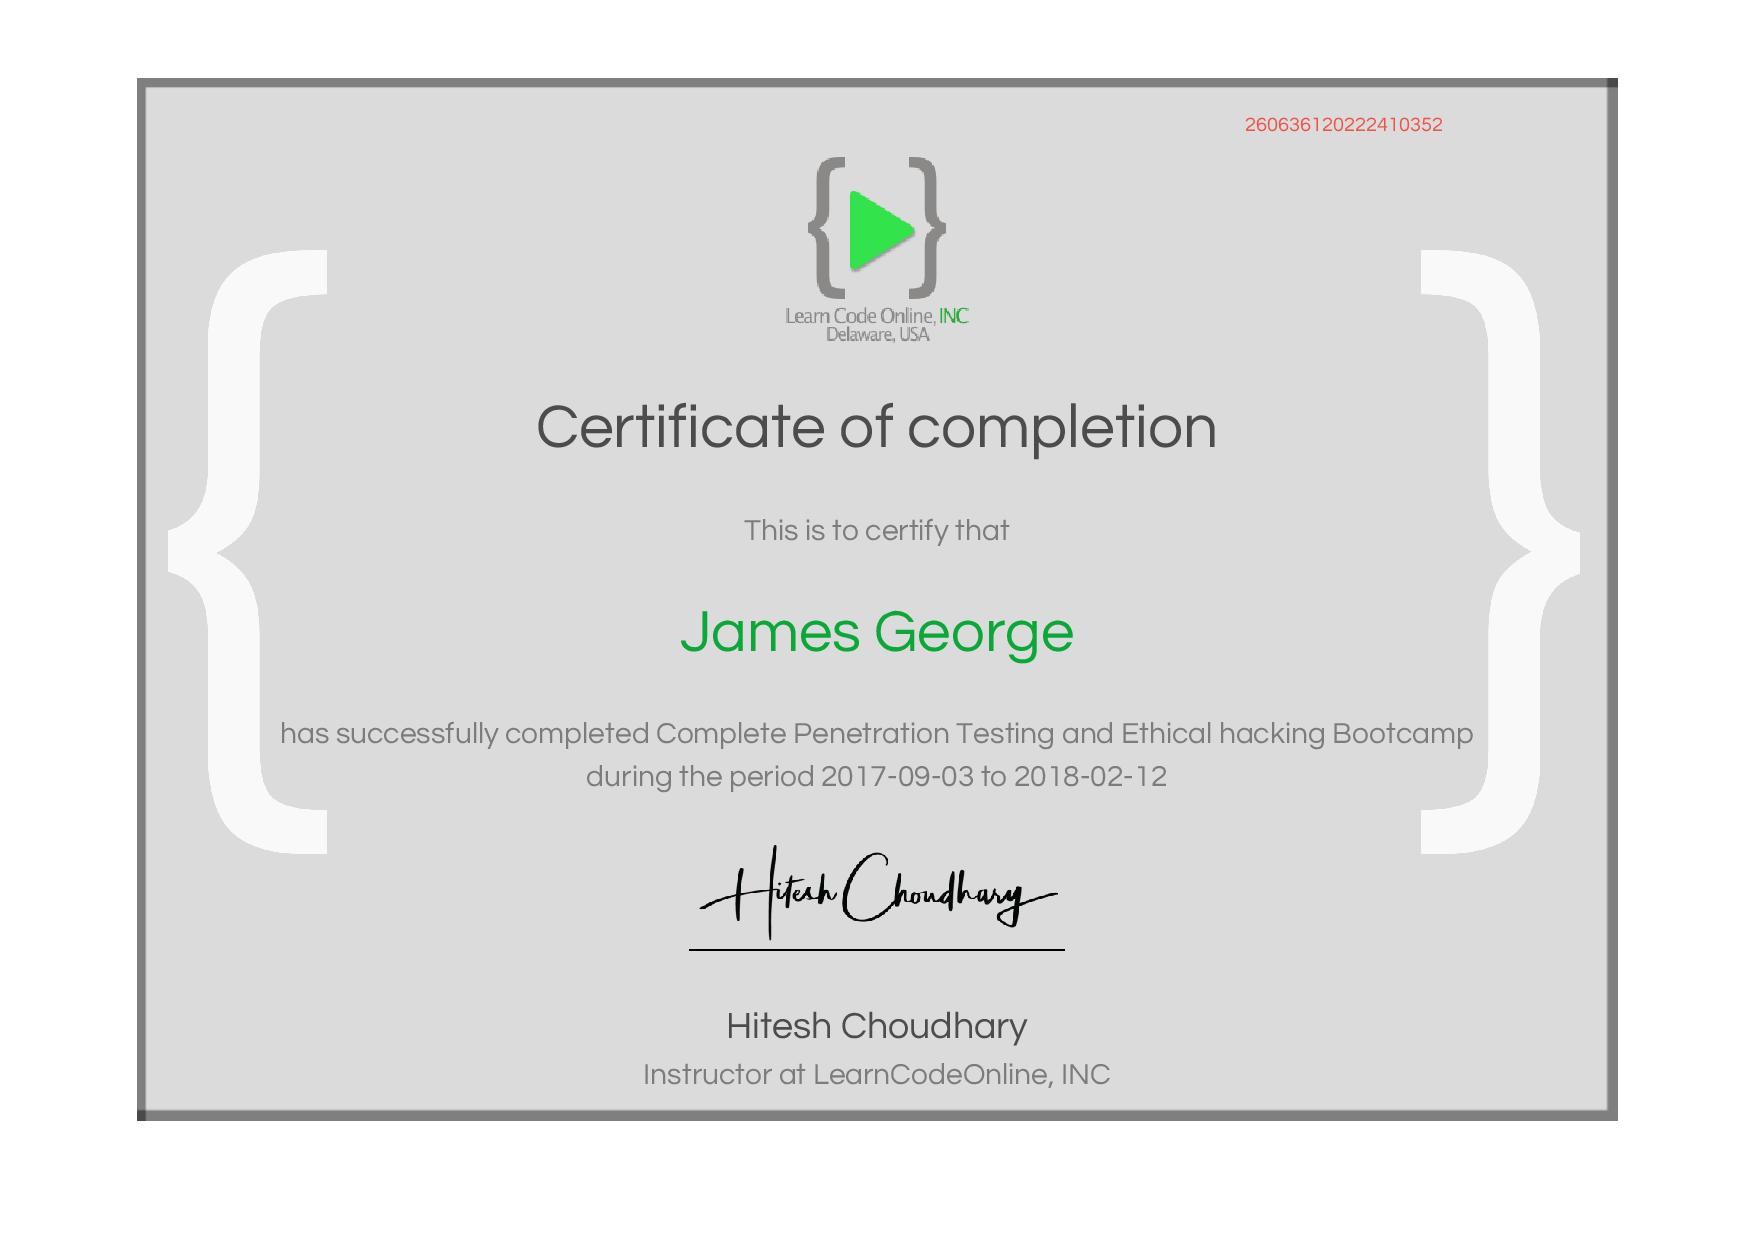 260636120222410352
Learn Code Online, INC
Delaware, USA
Certificate of completion
This is to certify that
James George
has successfully completed Complete Penetration Testing and Ethical hacking Bootcamp
during the period 2017-09-03 to 2018-02-12
Hitesh Choudhary
Hitesh Choudhary
Instructor at LearnCodeOnline, INC